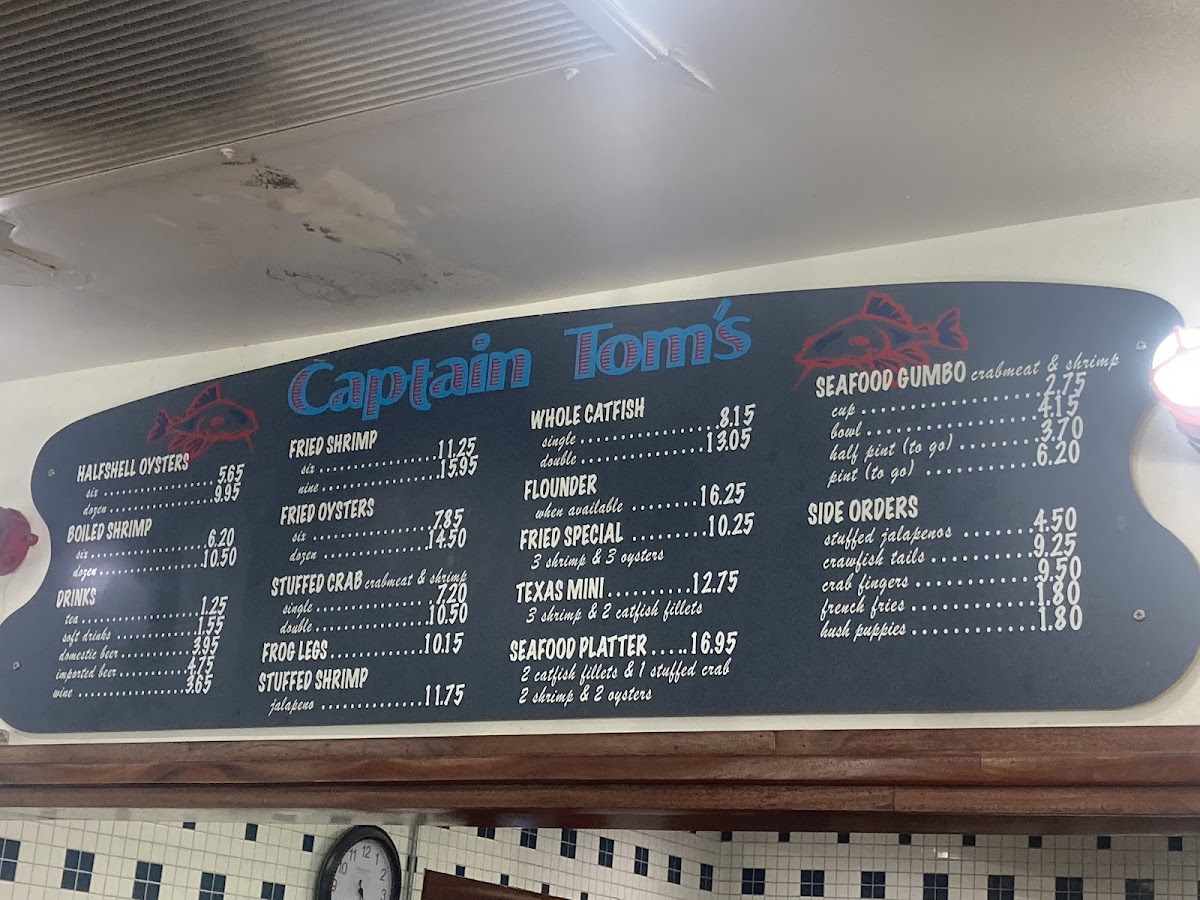 Captain Tom's
HALFSHELL OYSTERS
six 5.65
dozen 9.95
BOILED SHRIMP
six 6.20
dozen 10.50
DRINKS
tea 1.25
soft drinks 1.55
domestic beer 3.95
imported beer 4.75
wine 3.65
FRIED SHRIMP
six 11.25
nine 15.95
FRIED OYSTERS
six 7.85
dozen 14.50
STUFFED CRAB crabmeat & shrimp
single 7.20
double 10.50
FROG LEGS 10.15
STUFFED SHRIMP
jalapeno 11.75
WHOLE CATFISH
single 8.15
double 13.05
FLOUNDER
when available 16.25
FRIED SPECIAL 10.25
3 shrimp & 3 oysters
TEXAS MINI 12.75
3 shrimp & 2 catfish fillets
SEAFOOD PLATTER 16.95
2 catfish fillets & 1 stuffed crab
2 shrimp & 2 oysters
SEAFOOD GUMBO crabmeat & shrimp
cup 2.75
bowl 4.15
half pint (to go) 3.70
pint (to go) 6.20
SIDE ORDERS
stuffed jalapenos 4.50
crawfish tails 9.25
crab fingers 9.50
french fries 1.80
hush puppies 1.80